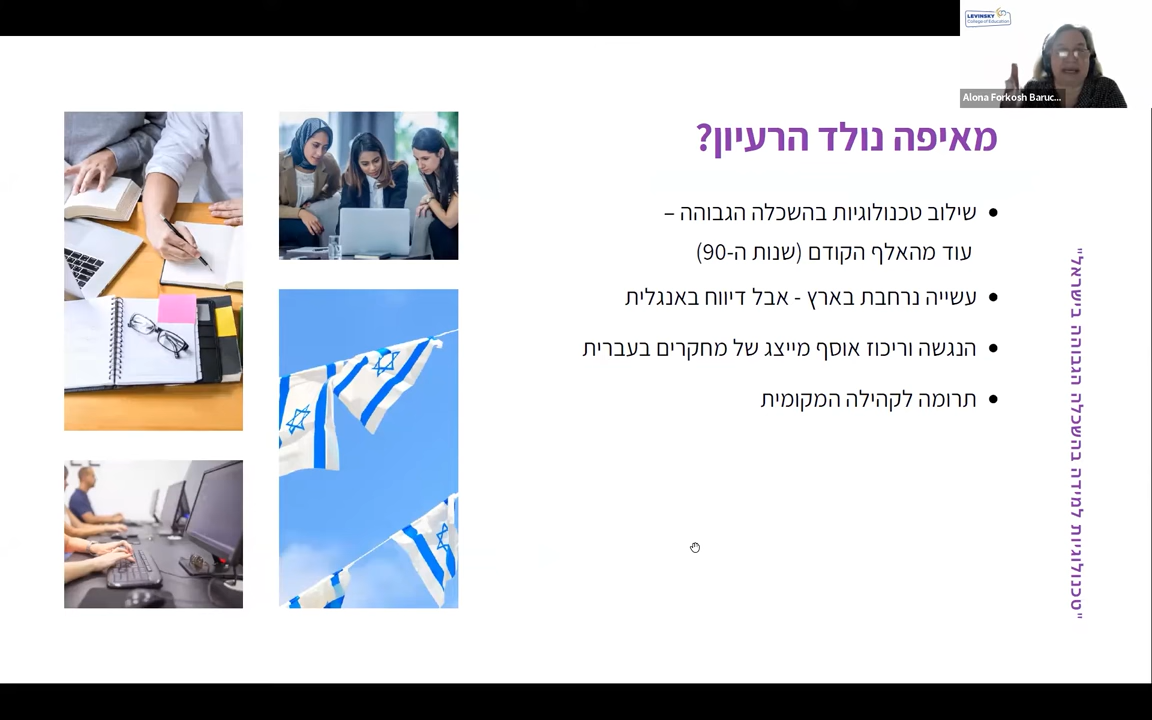 LEVINSKY
College of Education
Alona Forkosh Baruc...
מאיפה נולד הרעיון?
• שילוב טכנולוגיות בהשכלה הגבוהה –
עוד מהאלף הקודם (שנות ה-90)
• עשייה נרחבת בארץ - אבל דיווח באנגלית
• הנגשה וריכוז אוסף מייצג של מחקרים בעברית
• תרומה לקהילה המקומית
"טכנולוגיות למידה בהשכלה הגבוהה בישראל"